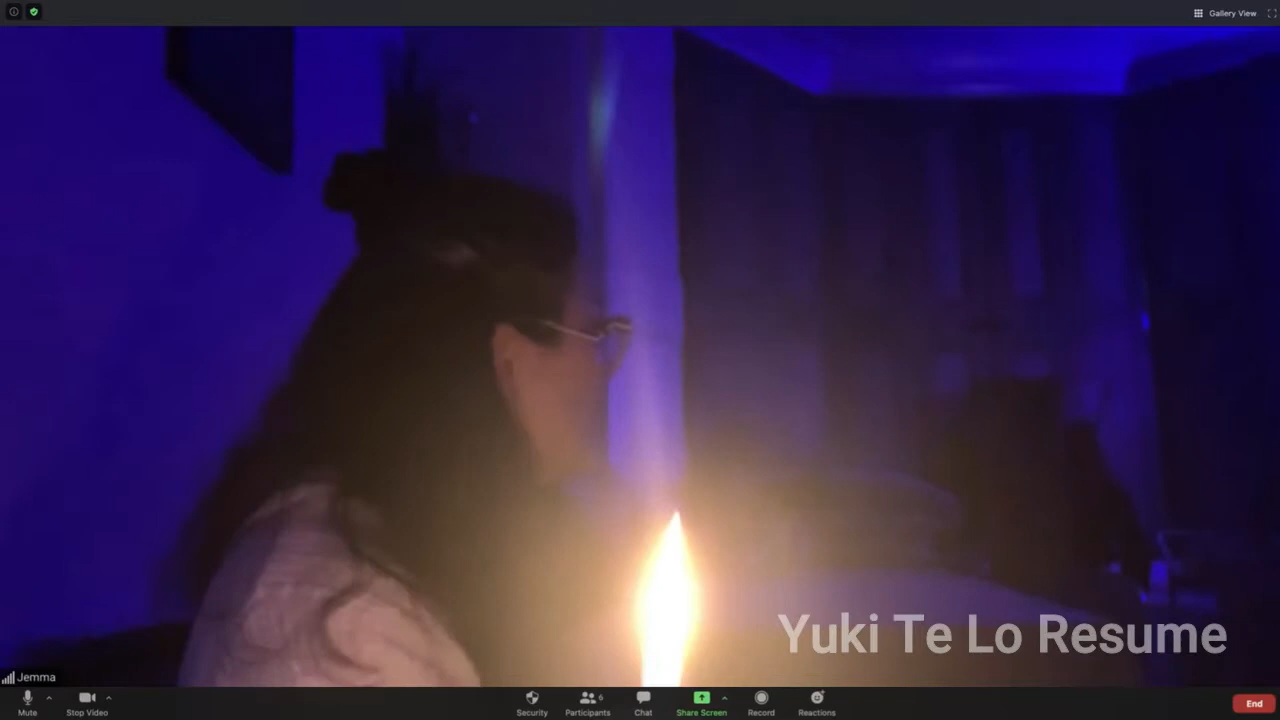 Gallery View
Yuki Te Lo Resume
Jemma
Mute
Stop Video
Security
Participants
6
Chat
Share Screen
Record
Reactions
End